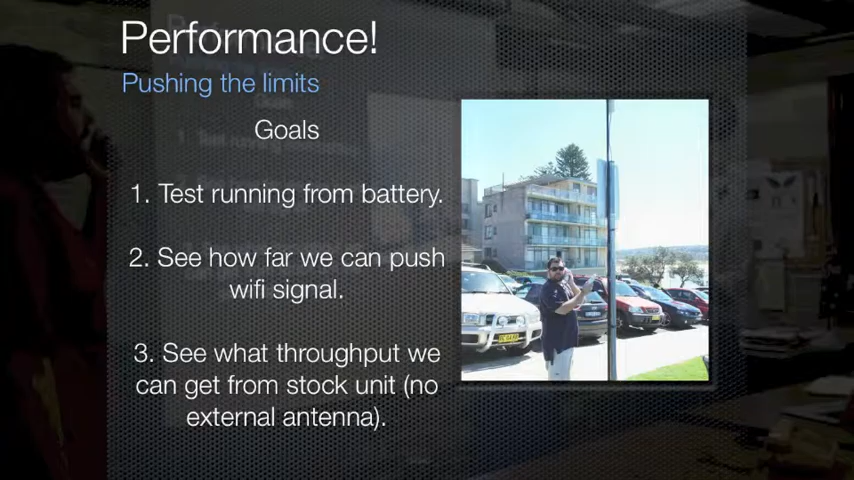 Performance!
Pushing the limits
Goals
1. Test running from battery.
2. See how far we can push
wifi signal.
3. See what throughput we
can get from stock unit (no
external antenna).